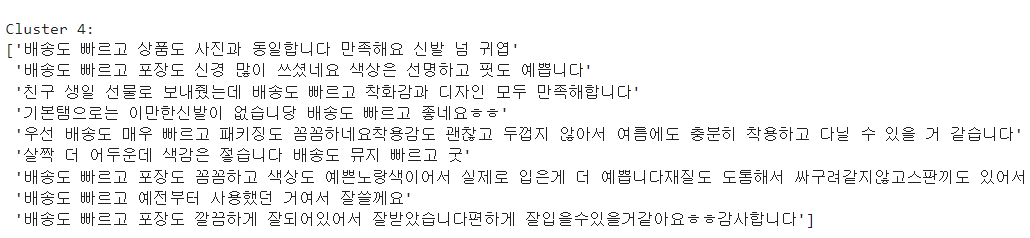 Cluster 4:
['배송도 빠르고 상품도 사진과 동일합니다 만족해요 신발 넘 귀엽'
'배송도 빠르고 포장도 신경 많이 쓰셨네요 색상은 선명하고 핏도 예쁩니다'
'친구 생일 선물로 보내줬는데 배송도 빠르고 착화감과 디자인 모두 만족해합니다'
'기본탬으로는 이만한신발이 없습니당 배송도 빠르고 좋네요ㅎㅎ'
'우선 배송도 매우 빠르고 패키징도 꼼꼼하네요착용감도 괜찮고 두껍지 않아서 여름에도 충분히 착용하고 다닐 수 있을 거 같습니다'
'살짝 더 어두운데 색감은 젛습니다 배송도 뮤지 빠르고 굿'
'배송도 빠르고 포장도 꼼꼼하고 색상도 예쁜노랑색이어서 실제로 입은게 더 예쁩니다재질도 도톰해서 싸구려같지않고스판끼도 있어서
'배송도 빠르고 예전부터 사용했던 거여서 잘쓸께요'
'배송도 빠르고 포장도 깔끔하게 잘되어있어서 잘받았습니다편하게 잘입을수있을거같아요ㅎㅎ감사합니다']